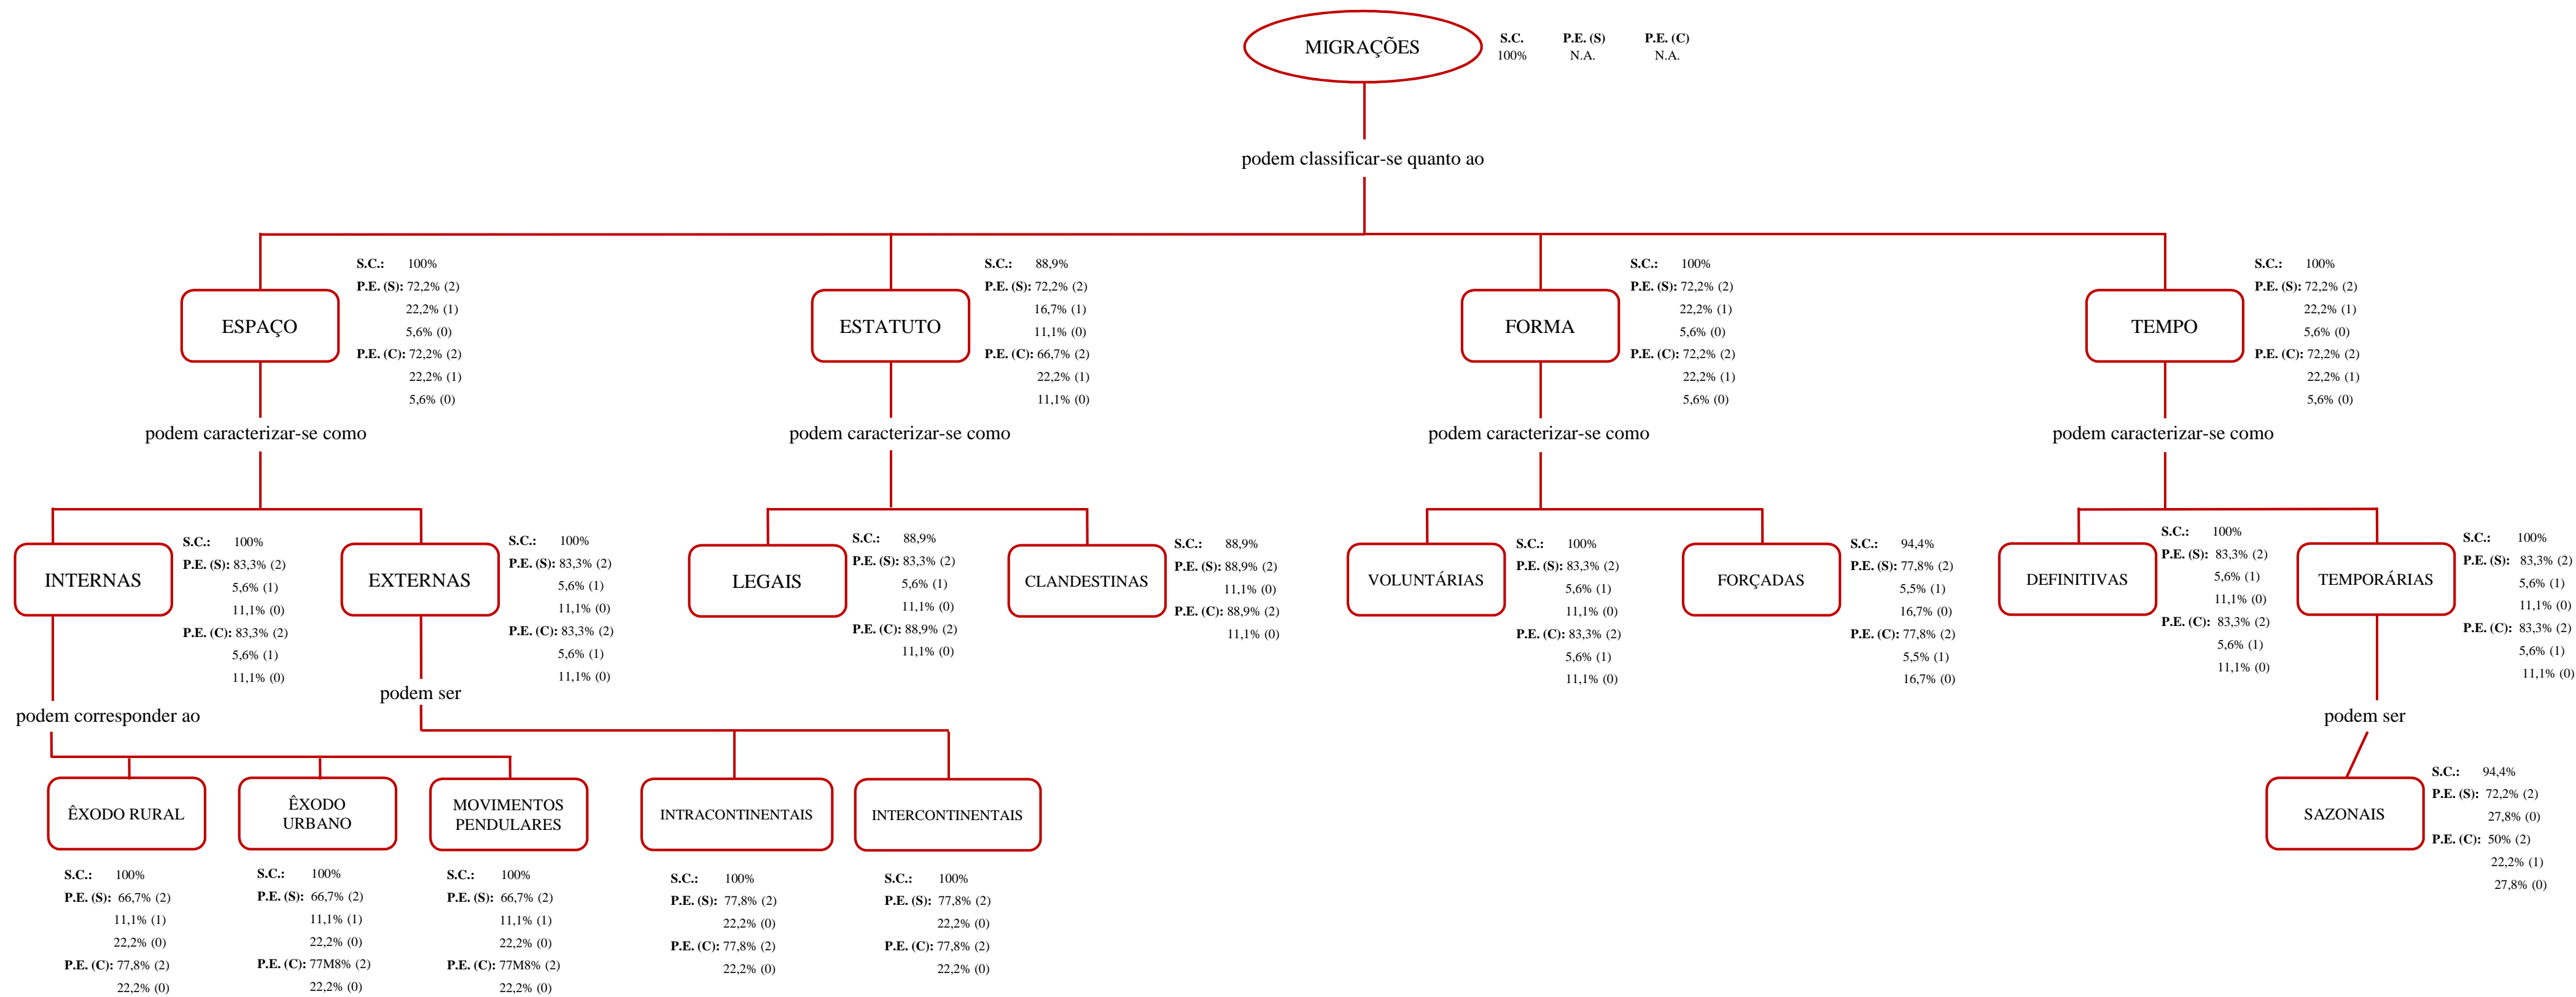 MIGRAÇÕES
S.C. P.E. (S) P.E. (C)
100% N.A. N.A.
podem classificar-se quanto ao
ESPAÇO
S.C.: 100%
P.E. (S): 72,2% (2)
22,2% (1)
5,6% (0)
P.E. (C): 72,2% (2)
22,2% (1)
5,6% (0)
ESTATUTO
S.C.: 88,9%
P.E. (S): 72,2% (2)
16,7% (1)
11,1% (0)
P.E. (C): 66,7% (2)
22,2% (1)
11,1% (0)
FORMA
S.C.: 100%
P.E. (S): 72,2% (2)
22,2% (1)
5,6% (0)
P.E. (C): 72,2% (2)
22,2% (1)
5,6% (0)
TEMPO
S.C.: 100%
P.E. (S): 72,2% (2)
22,2% (1)
5,6% (0)
P.E. (C): 72,2% (2)
22,2% (1)
5,6% (0)
podem caracterizar-se como
podem caracterizar-se como
podem caracterizar-se como
podem caracterizar-se como
INTERNAS
S.C.: 100%
P.E. (S): 83,3% (2)
5,6% (1)
11,1% (0)
P.E. (C): 83,3% (2)
5,6% (1)
11,1% (0)
EXTERNAS
S.C.: 100%
P.E. (S): 83,3% (2)
5,6% (1)
11,1% (0)
P.E. (C): 83,3% (2)
5,6% (1)
11,1% (0)
LEGAIS
S.C.: 88,9%
P.E. (S): 83,3% (2)
5,6% (1)
11,1% (0)
P.E. (C): 88,9% (2)
11,1% (0)
CLANDESTINAS
S.C.: 88,9%
P.E. (S): 88,9% (2)
11,1% (0)
P.E. (C): 88,9% (2)
11,1% (0)
VOLUNTÁRIAS
S.C.: 100%
P.E. (S): 83,3% (2)
5,6% (1)
11,1% (0)
P.E. (C): 83,3% (2)
5,6% (1)
11,1% (0)
FORÇADAS
S.C.: 94,4%
P.E. (S): 77,8% (2)
5,5% (1)
16,7% (0)
P.E. (C): 77,8% (2)
5,5% (1)
16,7% (0)
DEFINITIVAS
S.C.: 100%
P.E. (S): 83,3% (2)
5,6% (1)
11,1% (0)
P.E. (C): 83,3% (2)
5,6% (1)
11,1% (0)
TEMPORÁRIAS
S.C.: 100%
P.E. (S): 83,3% (2)
5,6% (1)
11,1% (0)
P.E. (C): 83,3% (2)
5,6% (1)
11,1% (0)
podem corresponder ao
podem ser
podem ser
ÊXODO RURAL
S.C.: 100%
P.E. (S): 66,7% (2)
11,1% (1)
22,2% (0)
P.E. (C): 77,8% (2)
22,2% (0)
ÊXODO
URBANO
S.C.: 100%
P.E. (S): 66,7% (2)
11,1% (1)
22,2% (0)
P.E. (C): 77M8% (2)
22,2% (0)
MOVIMENTOS
PENDULARES
S.C.: 100%
P.E. (S): 66,7% (2)
11,1% (1)
22,2% (0)
P.E. (C): 77M8% (2)
22,2% (0)
INTRACONTINENTAIS
S.C.: 100%
P.E. (S): 77,8% (2)
22,2% (0)
P.E. (C): 77,8% (2)
22,2% (0)
INTERCONTINENTAIS
S.C.: 100%
P.E. (S): 77,8% (2)
22,2% (0)
P.E. (C): 77,8% (2)
22,2% (0)
SAZONAIS
S.C.: 94,4%
P.E. (S): 72,2% (2)
27,8% (0)
P.E. (C): 50% (2)
22,2% (1)
27,8% (0)